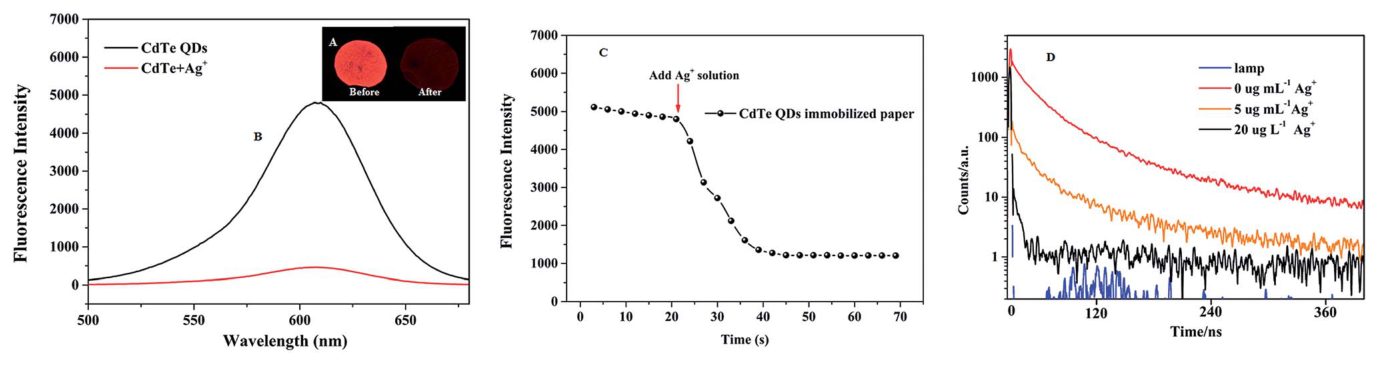 7000
6000
5000
4000
3000
2000
1000
0
Fluorescence Intensity
CdTe QDs
CdTe+Ag⁺
A
Before
After
B
500
550
600
650
Wavelength (nm)
7000
6000
5000
4000
3000
2000
1000
0
Fluorescence Intensity
C
Add Ag⁺ solution
CdTe QDs immobilized paper
0
10
20
30
40
50
60
70
Time (s)
1000
100
10
1
Counts/a.u.
D
lamp
0 ug mL⁻¹ Ag⁺
5 ug mL⁻¹ Ag⁺
20 ug L⁻¹ Ag⁺
0
120
240
360
Time/ns